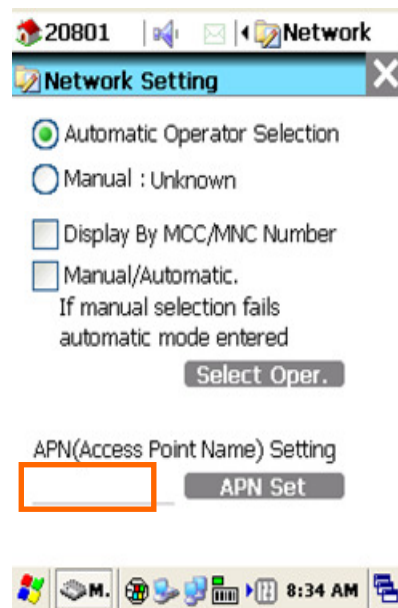 20801 Network
Network Setting
Automatic Operator Selection
Manual : Unknown
Display By MCC/MNC Number
Manual/Automatic.
If manual selection fails
automatic mode entered
Select Oper.
APN(Access Point Name) Setting
APN Set
M. 8:34 AM